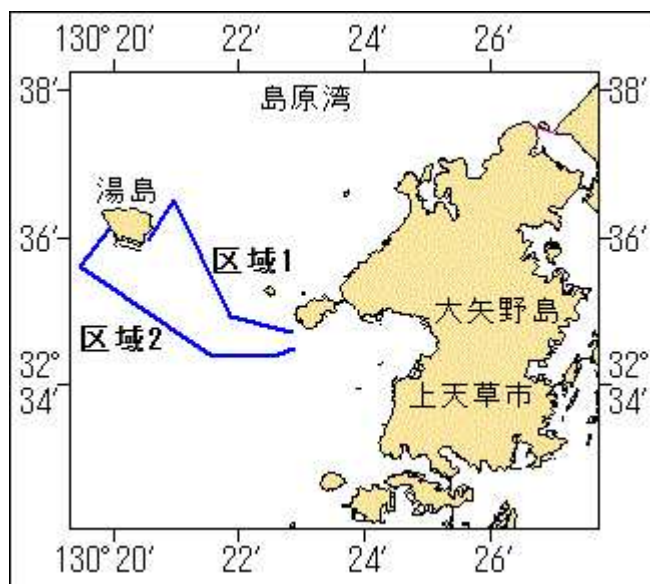 130° 20′ 22′ 24′ 26′
38′ 38′
島原湾
湯島
36′ 36′
区域1
大矢野島
区域2
32° 32°
34′ 34′
上天草市
130° 20′ 22′ 24′ 26′